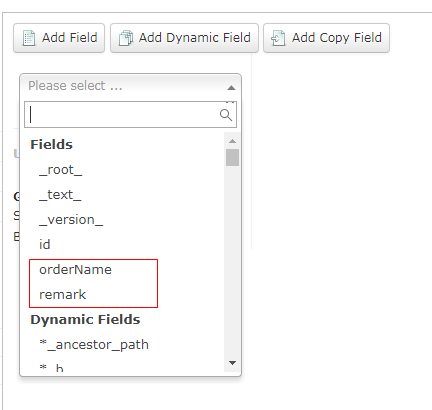 Add Field Add Dynamic Field Add Copy Field
Please select ...
Fields
_root_
_text_
_version_
id
orderName
remark
Dynamic Fields
*_ancestor_path